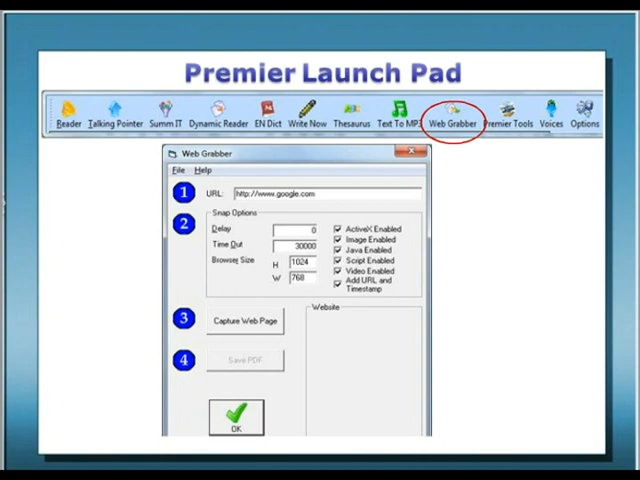 Premier Launch Pad
Reader Talking Pointer Summ IT Dynamic Reader EN Dict Write Now Thesaurus Text To MP3 Web Grabber Premier Tools Voices Options
Web Grabber
File Help
1 URL: http://www.google.com
2 Snap Options
Delay 0 ActiveX Enabled
Image Enabled
Time Out 30000 Java Enabled
Browser Size H 1024 Script Enabled
W 768 Video Enabled
Add URL and
Timestamp
3 Capture Web Page Website
4 Save PDF
OK